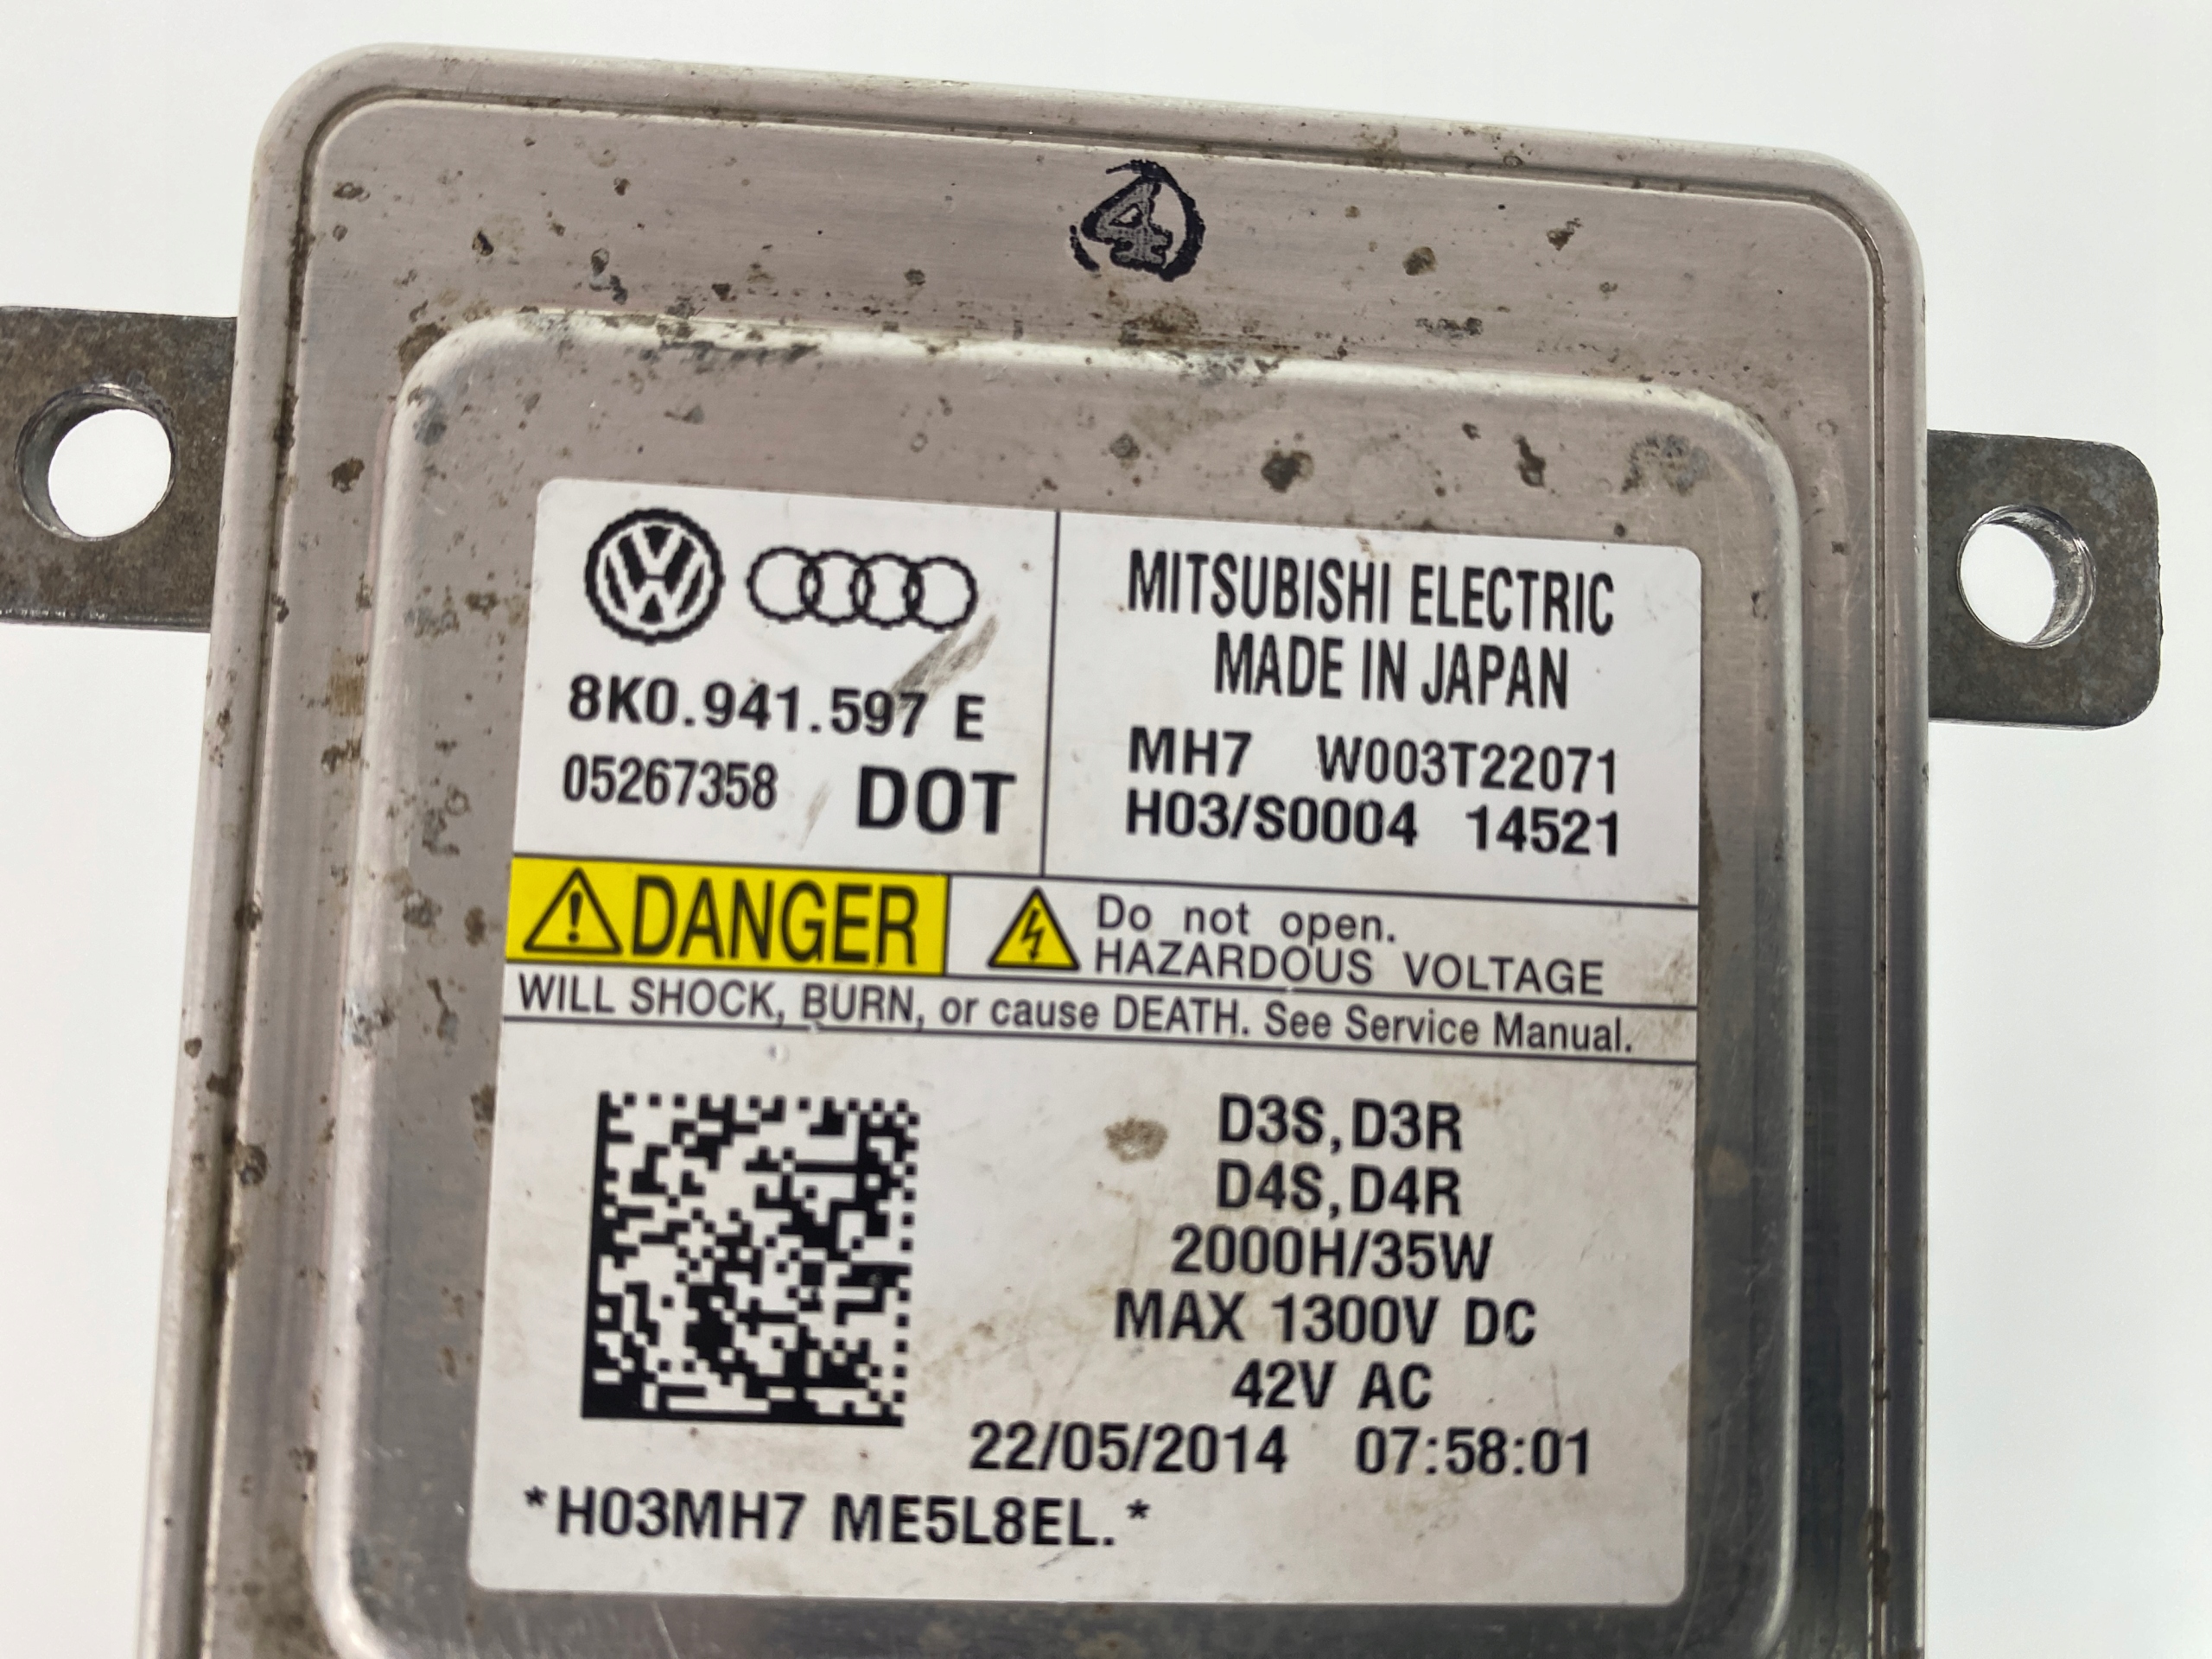 4
8K0.941.597 E
05267358 DOT
MITSUBISHI ELECTRIC
MADE IN JAPAN
MH7 W003T22071
H03/S0004 14521
DANGER
Do not open.
HAZARDOUS VOLTAGE
WILL SHOCK, BURN, or cause DEATH. See Service Manual.
D3S,D3R
D4S,D4R
2000H/35W
MAX 1300V DC
42V AC
22/05/2014 07:58:01
*H03MH7 ME5L8EL.*